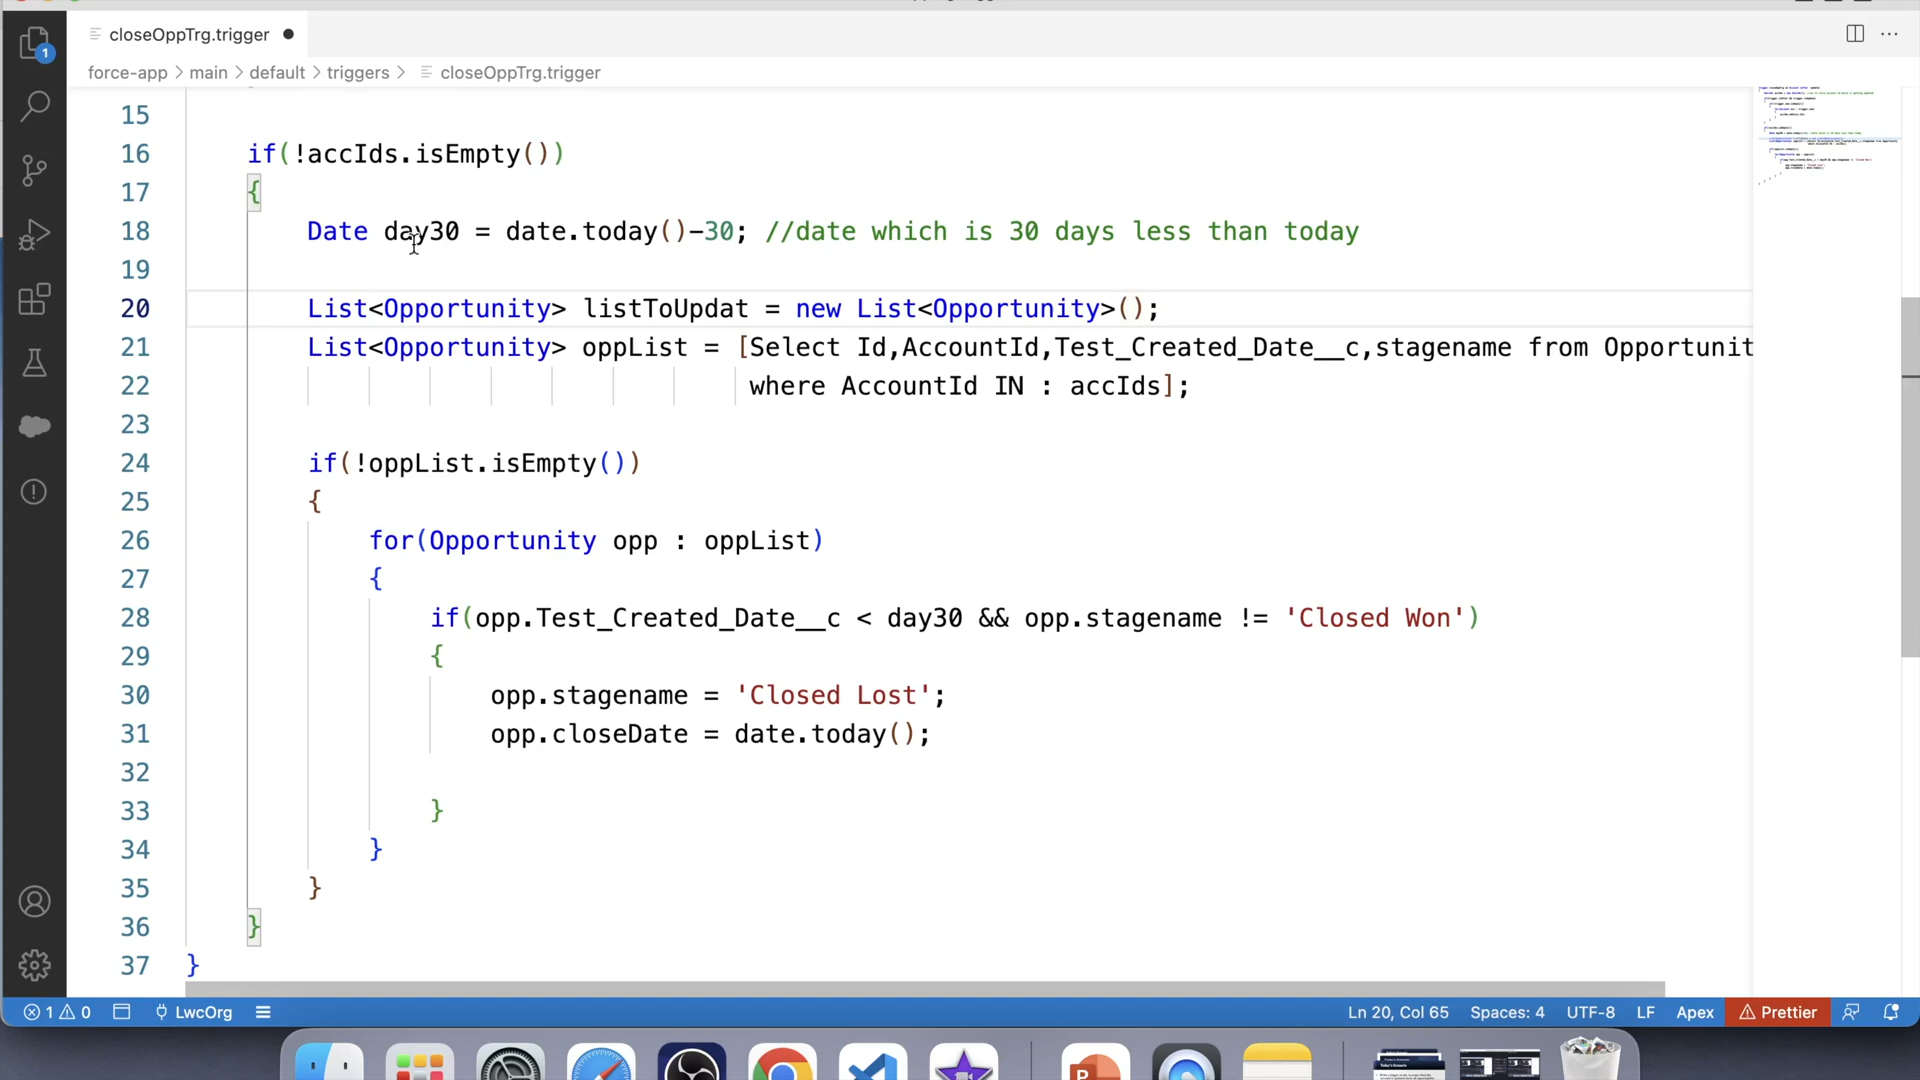 closeOppTrg.trigger
force-app > main > default > triggers > closeOppTrg.trigger
1
15
16 if(!accIds.isEmpty())
17 {
18 Date day30 = date.today()-30; //date which is 30 days less than today
19
20 List<Opportunity> listToUpdat = new List<Opportunity>();
21 List<Opportunity> oppList = [Select Id,AccountId,Test_Created_Date__c,stagename from Opportunit
22 where AccountId IN : accIds];
23
24 if(!oppList.isEmpty())
25 {
26 for(Opportunity opp : oppList)
27 {
28 if(opp.Test_Created_Date__c < day30 && opp.stagename != 'Closed Won')
29 {
30 opp.stagename = 'Closed Lost';
31 opp.closeDate = date.today();
32
33 }
34 }
35 }
36 }
37 }
1 0 LwcOrg Ln 20, Col 65 Spaces: 4 UTF-8 LF Apex Prettier